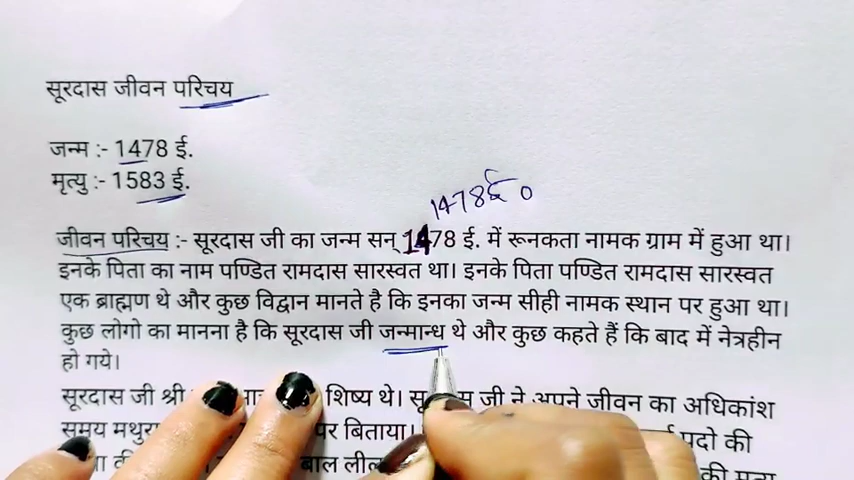 सूरदास जीवन परिचय
जन्म :- 1478 ई.
मृत्यु :- 1583 ई.
1478ई०
जीवन परिचय :- सूरदास जी का जन्म सन् 1478 ई. में रूनकता नामक ग्राम में हुआ था।
इनके पिता का नाम पण्डित रामदास सारस्वत था। इनके पिता पण्डित रामदास सारस्वत
एक ब्राह्मण थे और कुछ विद्वान मानते है कि इनका जन्म सीही नामक स्थान पर हुआ था।
कुछ लोगो का मानना है कि सूरदास जी जन्मान्ध थे और कुछ कहते हैं कि बाद में नेत्रहीन
हो गये।
सूरदास जी श्री शिष्य थे। जी ने अपने जीवन का अधिकांश
समय पर बिताया। पदो की
बाल की